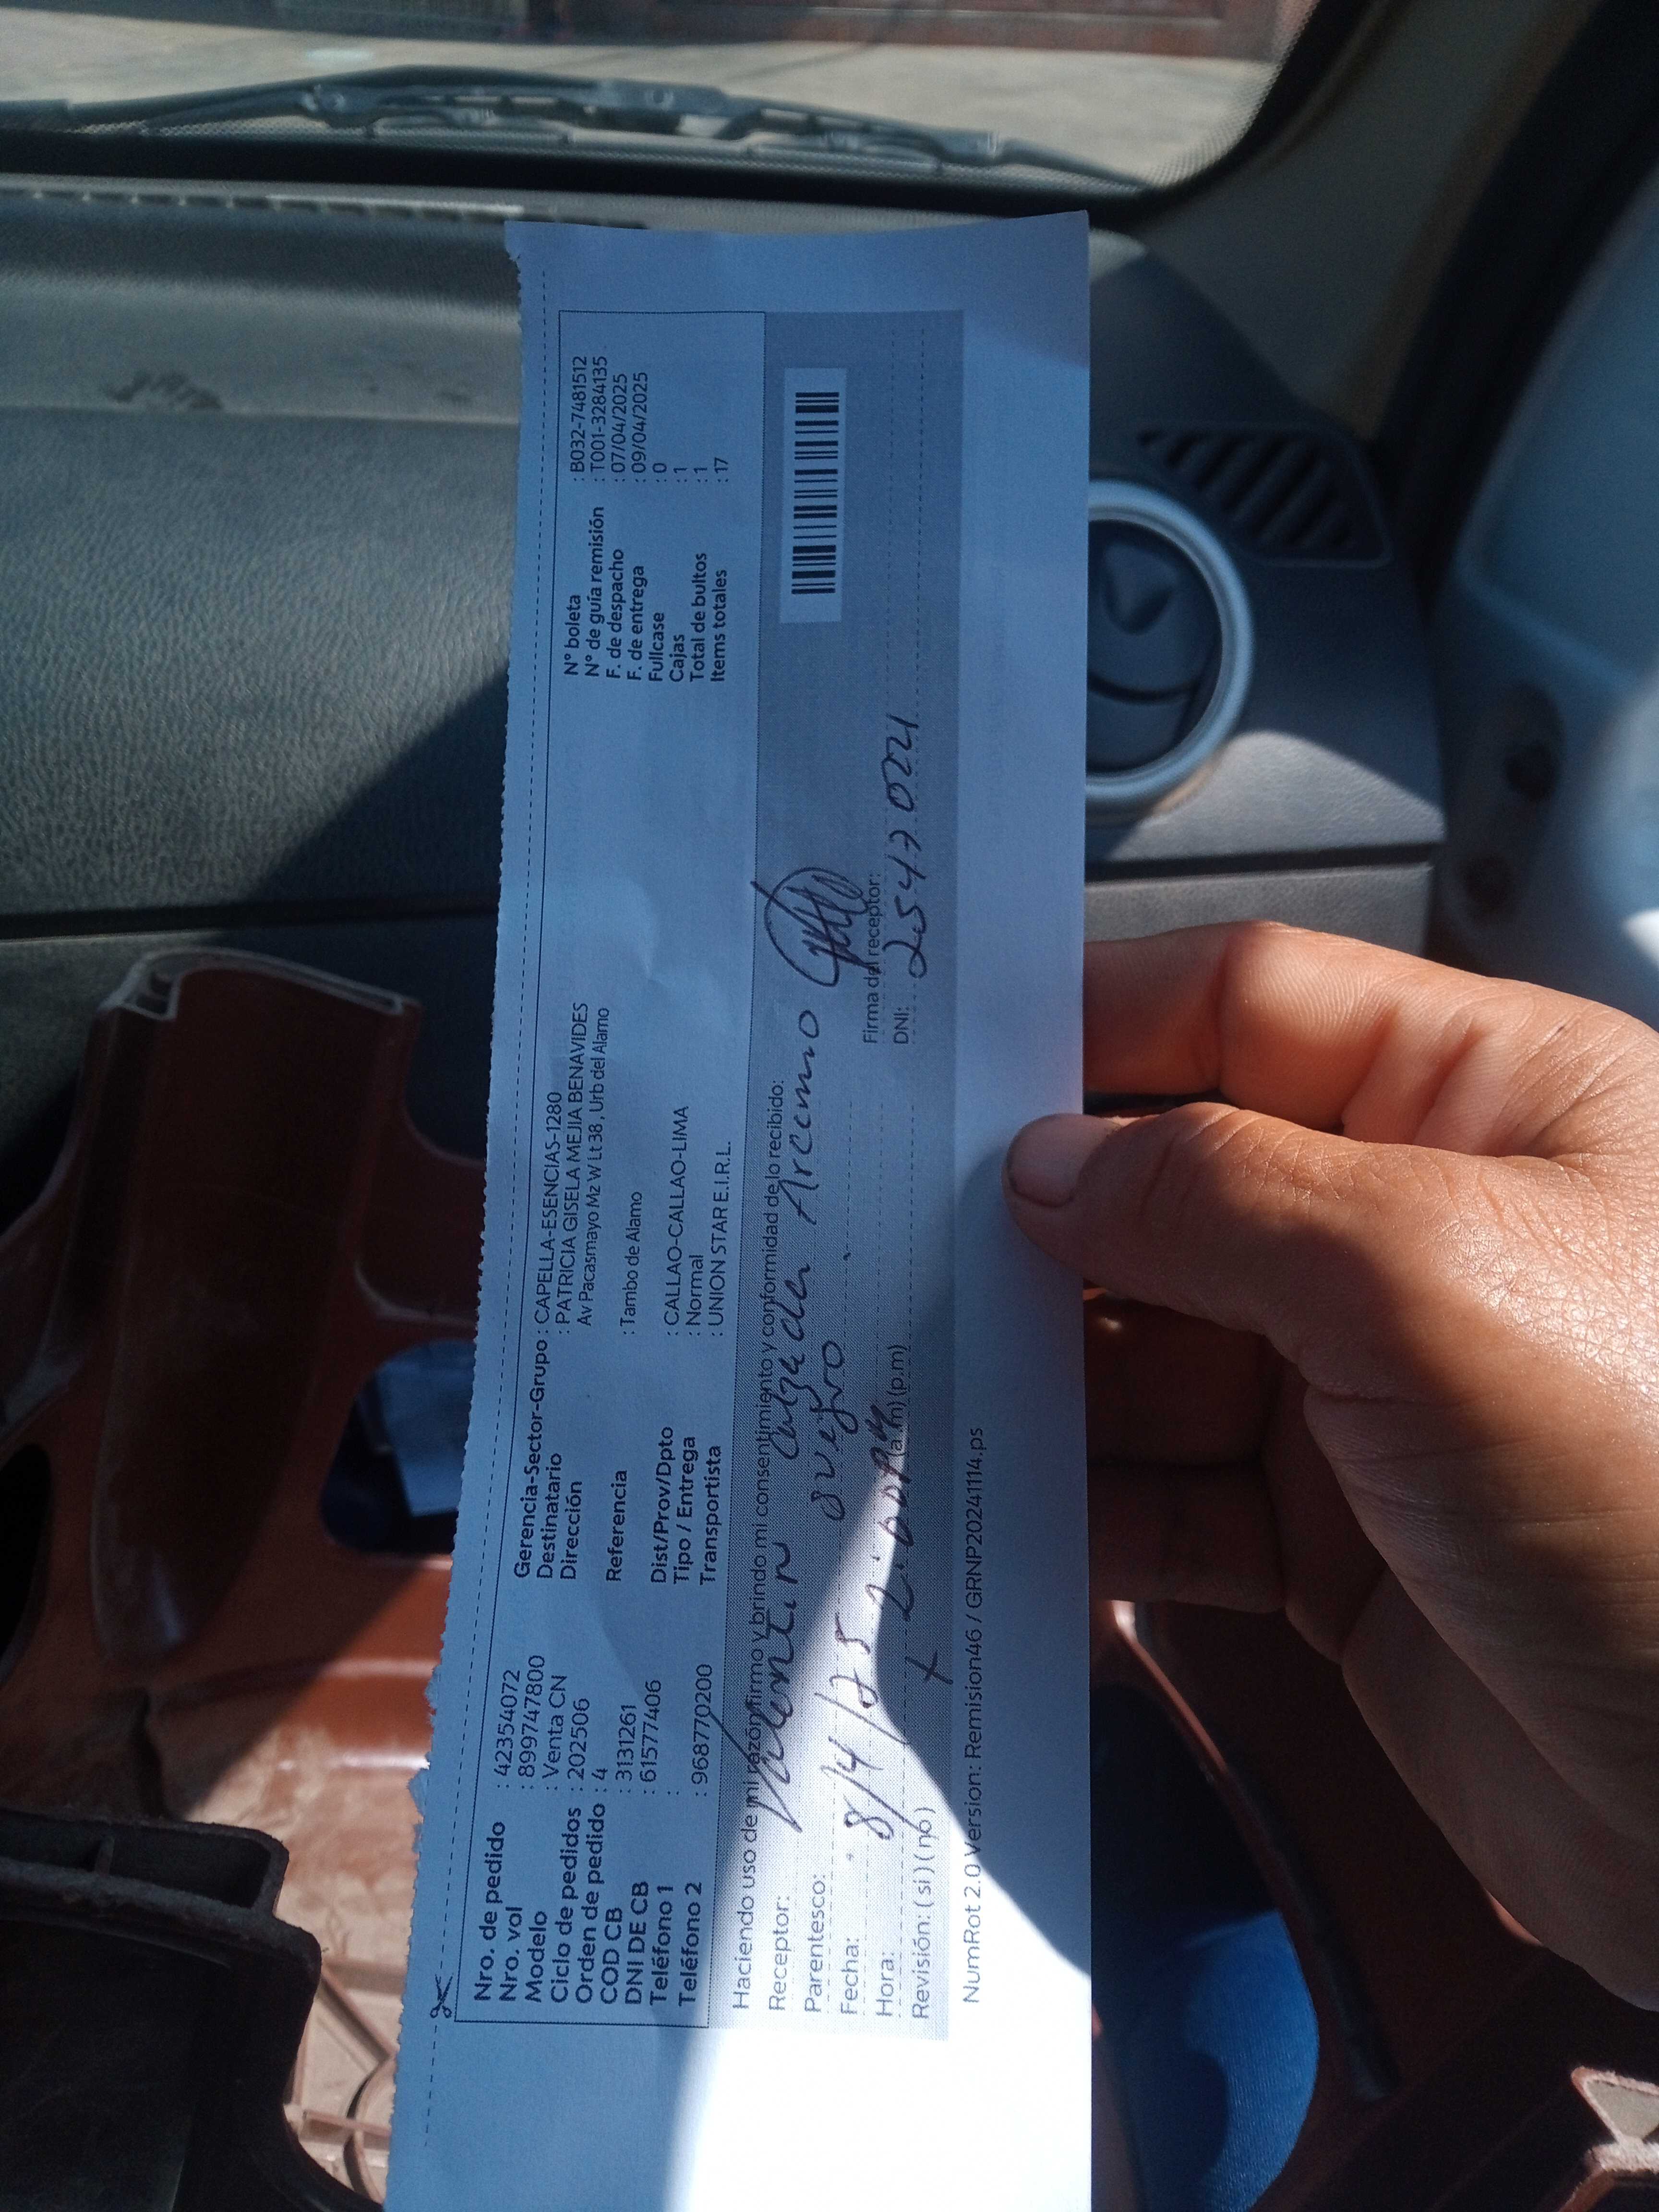 Nro. de pedido : 42354072
Nro. vol : 899747800
Modelo : Venta CN
Ciclo de pedidos : 202506
Orden de pedido : 4
COD CB : 3131261
DNI DE CB : 61577406
Teléfono 1 :
Teléfono 2 : 968770200
Gerencia-Sector-Grupo : CAPELLA-ESENCIAS-1280
Destinatario : PATRICIA GISELA MEJIA BENAVIDES
Dirección Av Pacasmayo Mz W Lt 38 , Urb del Alamo
Referencia : Tambo de Alamo
Dist/Prov/Dpto : CALLAO-CALLAO-LIMA
Tipo / Entrega : Normal
Transportista : UNION STAR E.I.R.L.
N° boleta : B032-7481512
N° de guía remisión : T001-3284135
F. de despacho : 07/04/2025
F. de entrega : 09/04/2025
Fullcase : 0
Cajas : 1
Total de bultos : 1
Items totales : 17
Haciendo uso de mi razón firmo y brindo mi consentimiento y conformidad de lo recibido:
Receptor: Valentin
Parentesco: suegro
Fecha: 8/4/25
Hora: 2:00 PM (a.m) (p.m)
Revisión: ( si ) ( no )
Firma del receptor:
DNI: 25470221
NumRot 2.0 Version: Remision46 / GRNP20241114.ps